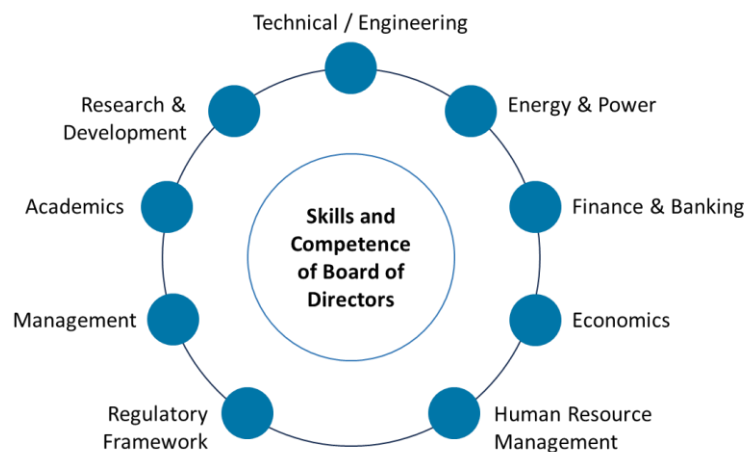 Technical / Engineering
Energy & Power
Finance & Banking
Economics
Human Resource
Management
Regulatory
Framework
Management
Academics
Research &
Development
Skills and
Competence
of Board of
Directors